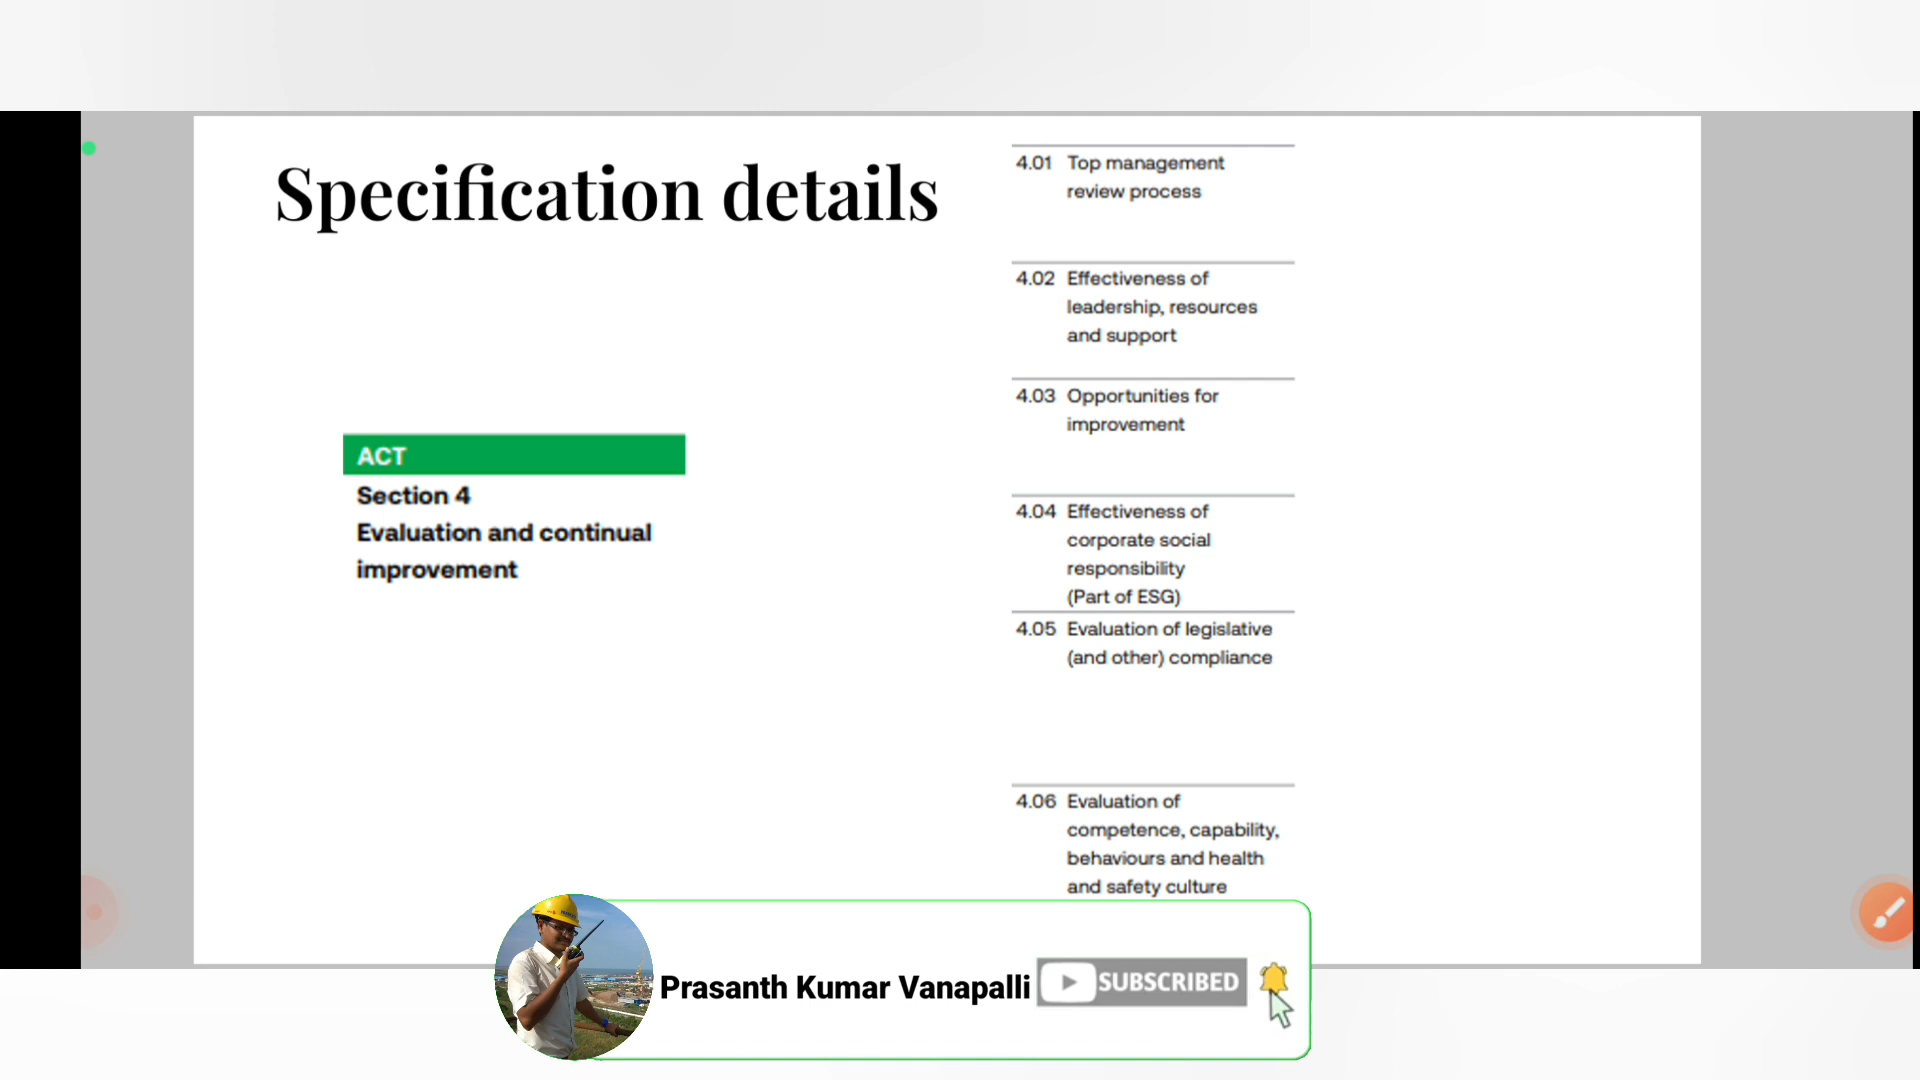 Specification details
ACT
Section 4
Evaluation and continual
improvement
4.01 Top management
review process
4.02 Effectiveness of
leadership, resources
and support
4.03 Opportunities for
improvement
4.04 Effectiveness of
corporate social
responsibility
(Part of ESG)
4.05 Evaluation of legislative
(and other) compliance
4.06 Evaluation of
competence, capability,
behaviours and health
and safety culture
Prasanth Kumar Vanapalli
SUBSCRIBED